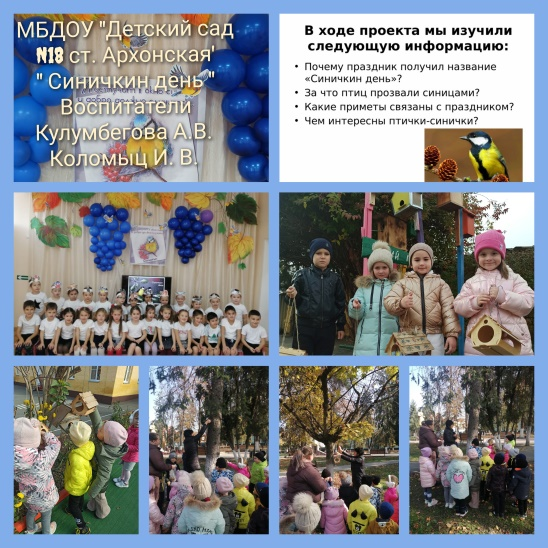 МБДОУ "Детский сад
N18 ст. Архонская'
" Синичкин день "
Воспитатели
Кулумбегова А.В.
Коломыц И. В.
В ходе проекта мы изучили
следующую информацию:
• Почему праздник получил название
«Синичкин день»?
• За что птиц прозвали синицами?
• Какие приметы связаны с праздником?
• Чем интересны птички-синички?